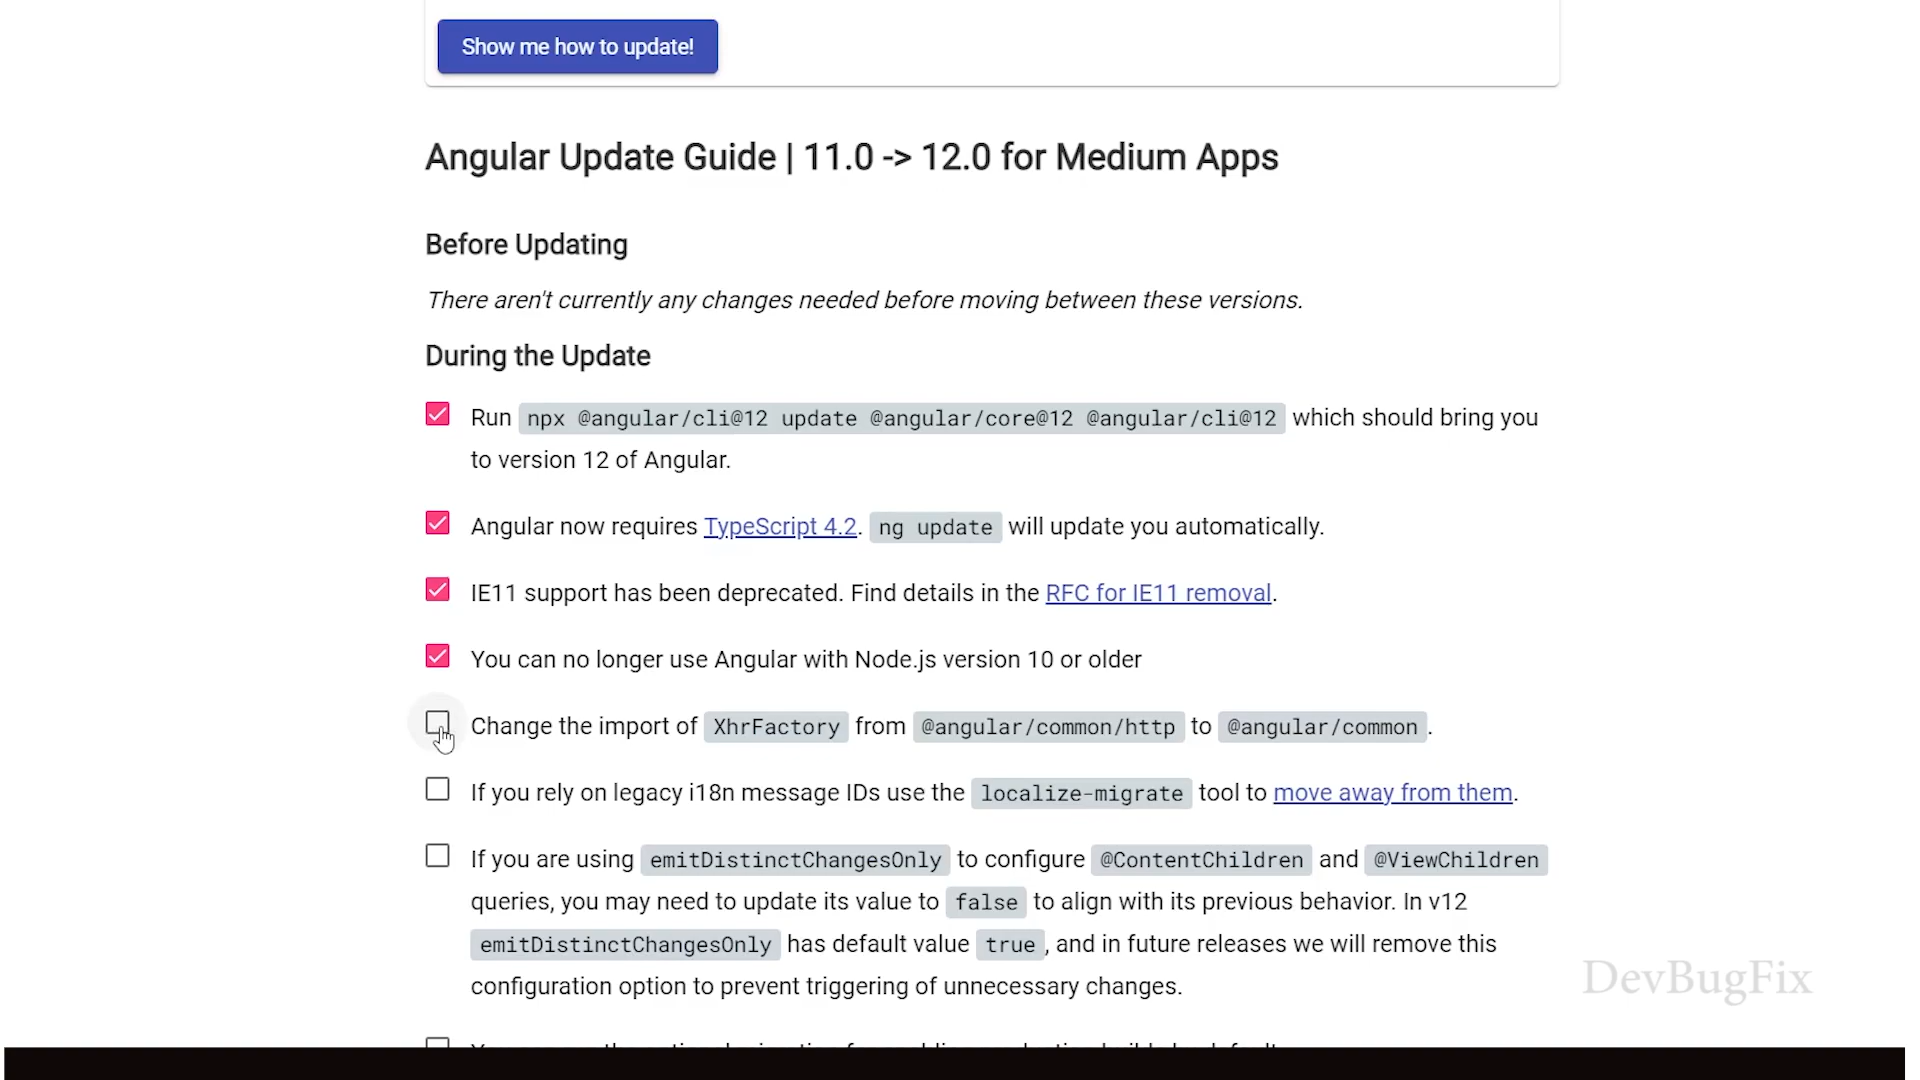 Show me how to update!
Angular Update Guide | 11.0 -> 12.0 for Medium Apps
Before Updating
There aren't currently any changes needed before moving between these versions.
During the Update
Run npx @angular/cli@12 update @angular/core@12 @angular/cli@12 which should bring you
to version 12 of Angular.
Angular now requires TypeScript 4.2. ng update will update you automatically.
IE11 support has been deprecated. Find details in the RFC for IE11 removal.
You can no longer use Angular with Node.js version 10 or older
Change the import of XhrFactory from @angular/common/http to @angular/common.
If you rely on legacy i18n message IDs use the localize-migrate tool to move away from them.
If you are using emitDistinctChangesOnly to configure @ContentChildren and @ViewChildren
queries, you may need to update its value to false to align with its previous behavior. In v12
emitDistinctChangesOnly has default value true, and in future releases we will remove this
configuration option to prevent triggering of unnecessary changes.
DevBugFix